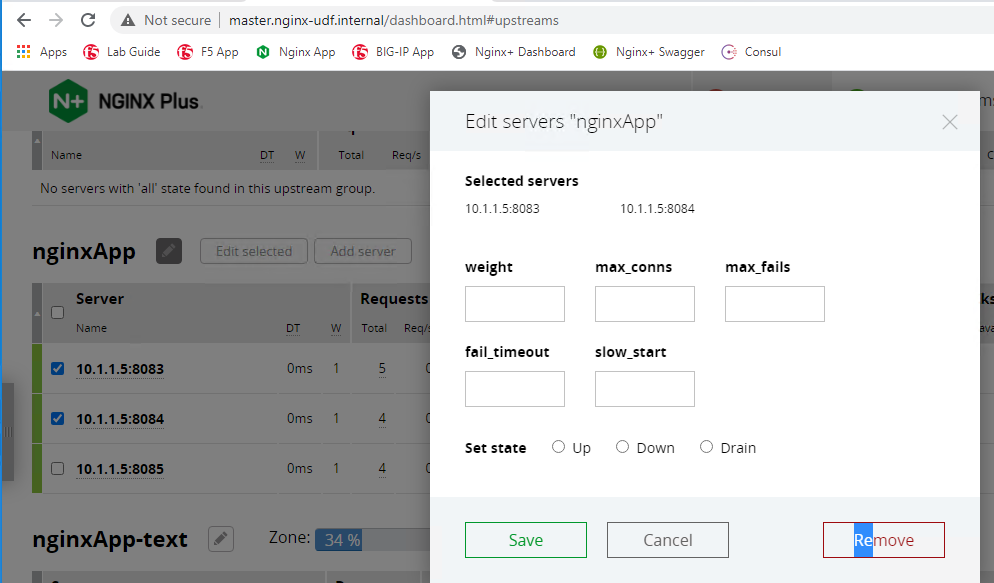 Not secure | master.nginx-udf.internal/dashboard.html#upstreams
Apps Lab Guide F5 App Nginx App BIG-IP App Nginx+ Dashboard Nginx+ Swagger Consul
N+ NGINX Plus
Name DT W Total Req/s
No servers with 'all' state found in this upstream group.
nginxApp Edit selected Add server
Server Requests
Name DT W Total Req/s
10.1.1.5:8083 0ms 1 5
10.1.1.5:8084 0ms 1 4
10.1.1.5:8085 0ms 1 4
nginxApp-text Zone: 34 %
Edit servers "nginxApp"
Selected servers
10.1.1.5:8083 10.1.1.5:8084
weight max_conns max_fails
fail_timeout slow_start
Set state Up Down Drain
Save Cancel Remove